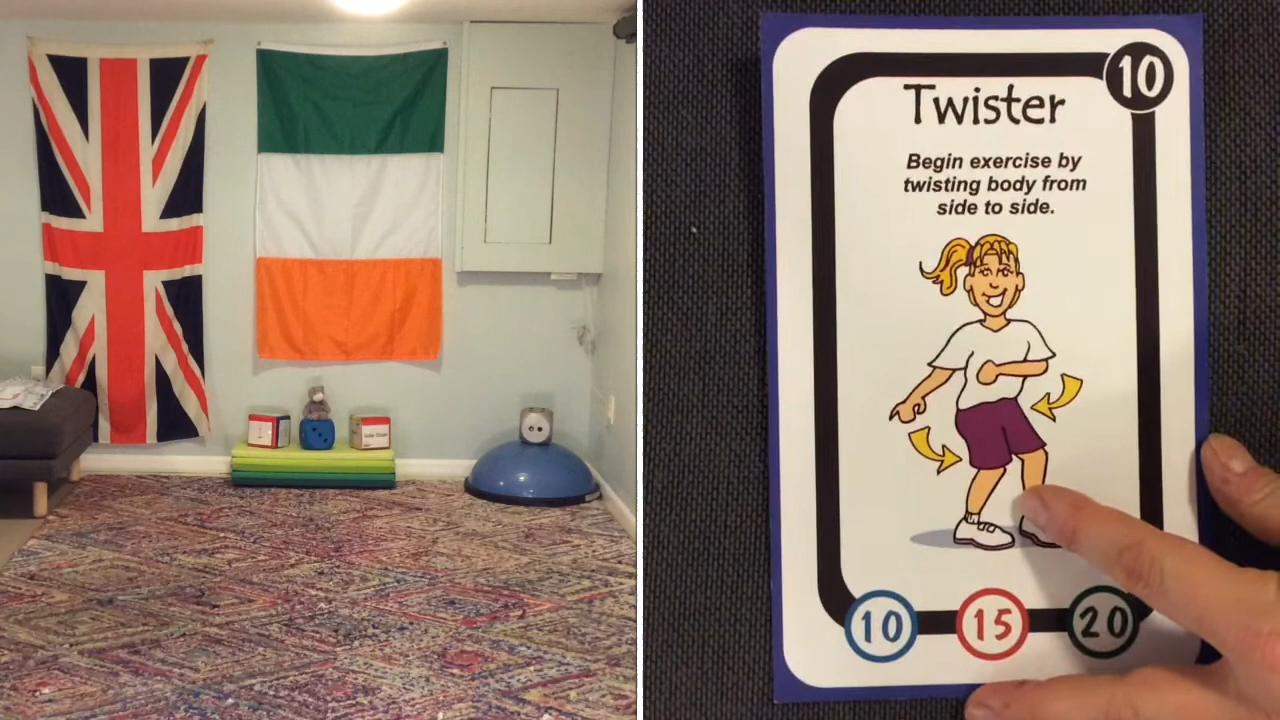 10
Twister
Begin exercise by
twisting body from
side to side.
10 15 20